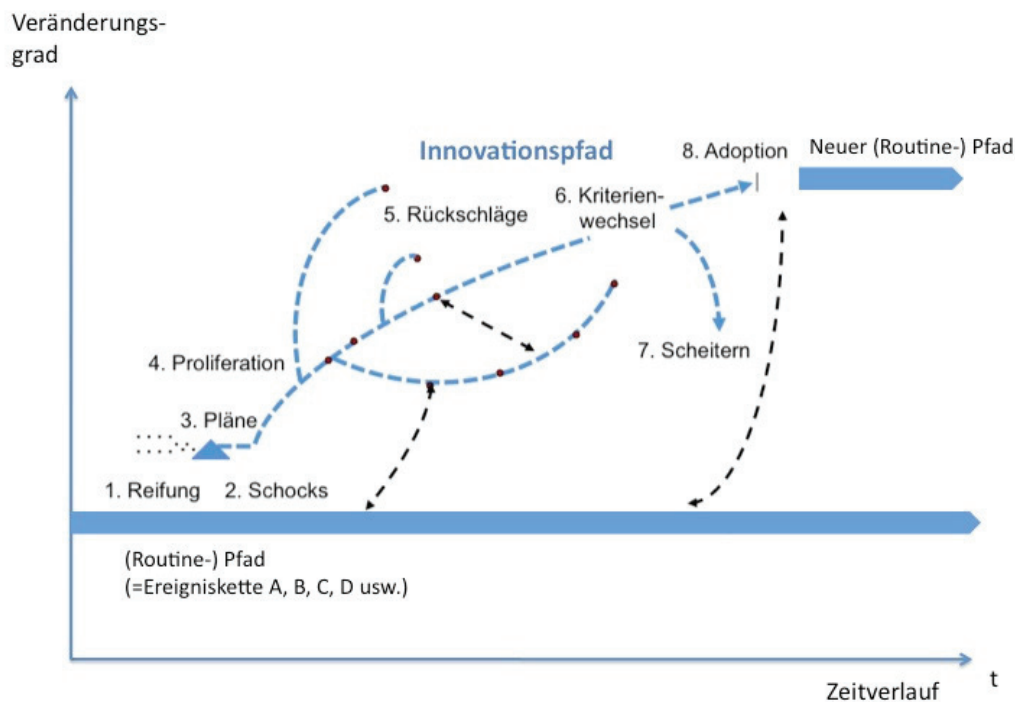 Veränderungs-
grad
Innovationspfad
8. Adoption
Neuer (Routine-) Pfad
5. Rückschläge
6. Kriterien-
wechsel
4. Proliferation
7. Scheitern
3. Pläne
1. Reifung
2. Schocks
(Routine-) Pfad
(=Ereigniskette A, B, C, D usw.)
t
Zeitverlauf